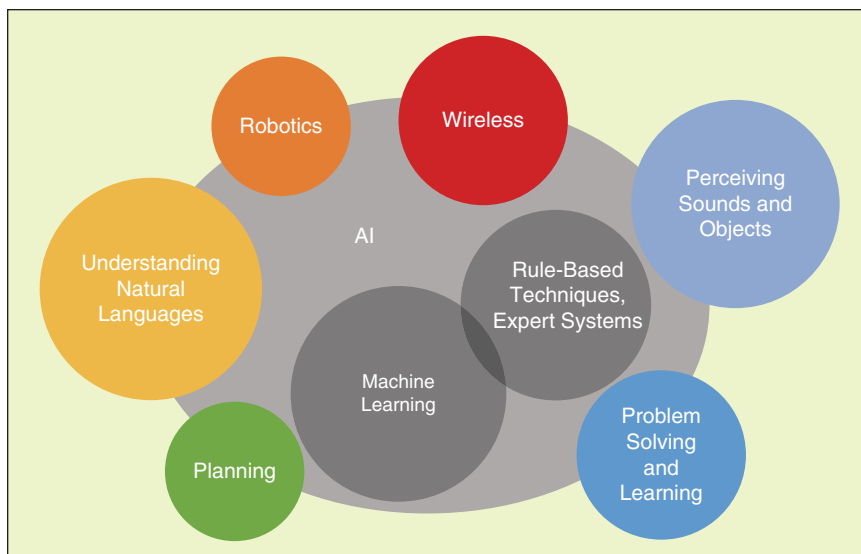 Robotics
Wireless
Perceiving
Sounds and
Objects
AI
Understanding
Natural
Languages
Rule-Based
Techniques,
Expert Systems
Machine
Learning
Planning
Problem
Solving
and
Learning